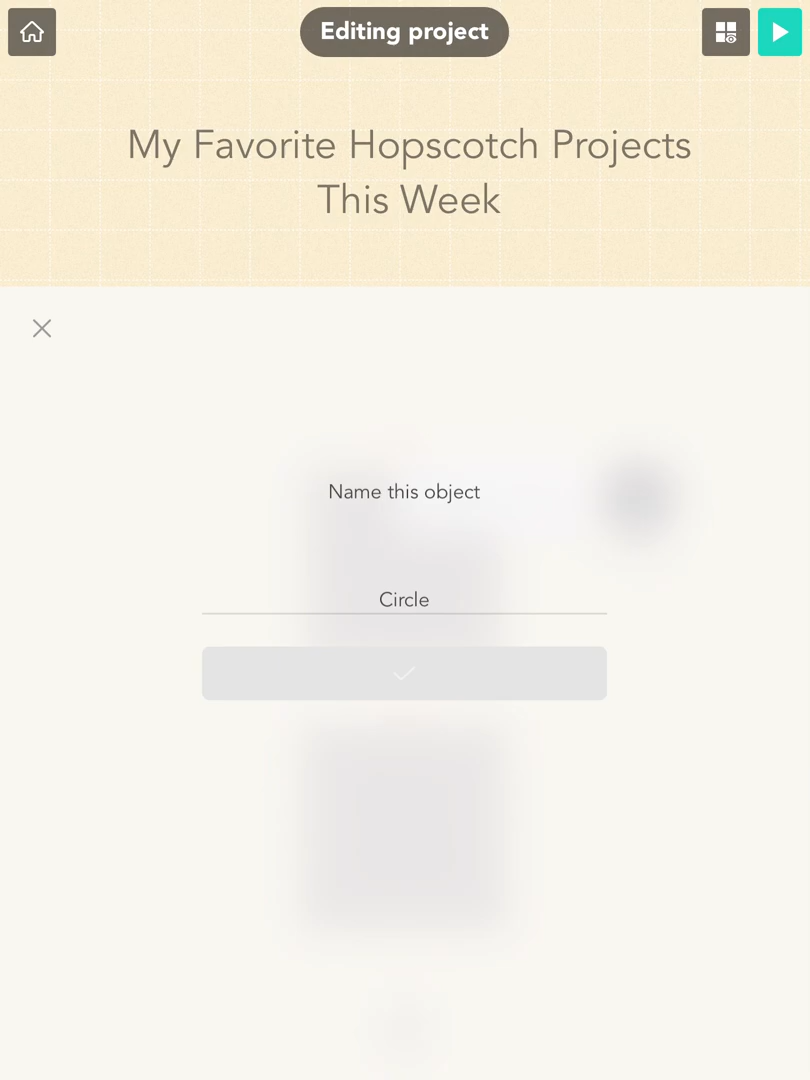 Editing project
My Favorite Hopscotch Projects
This Week
Name this object
Circle